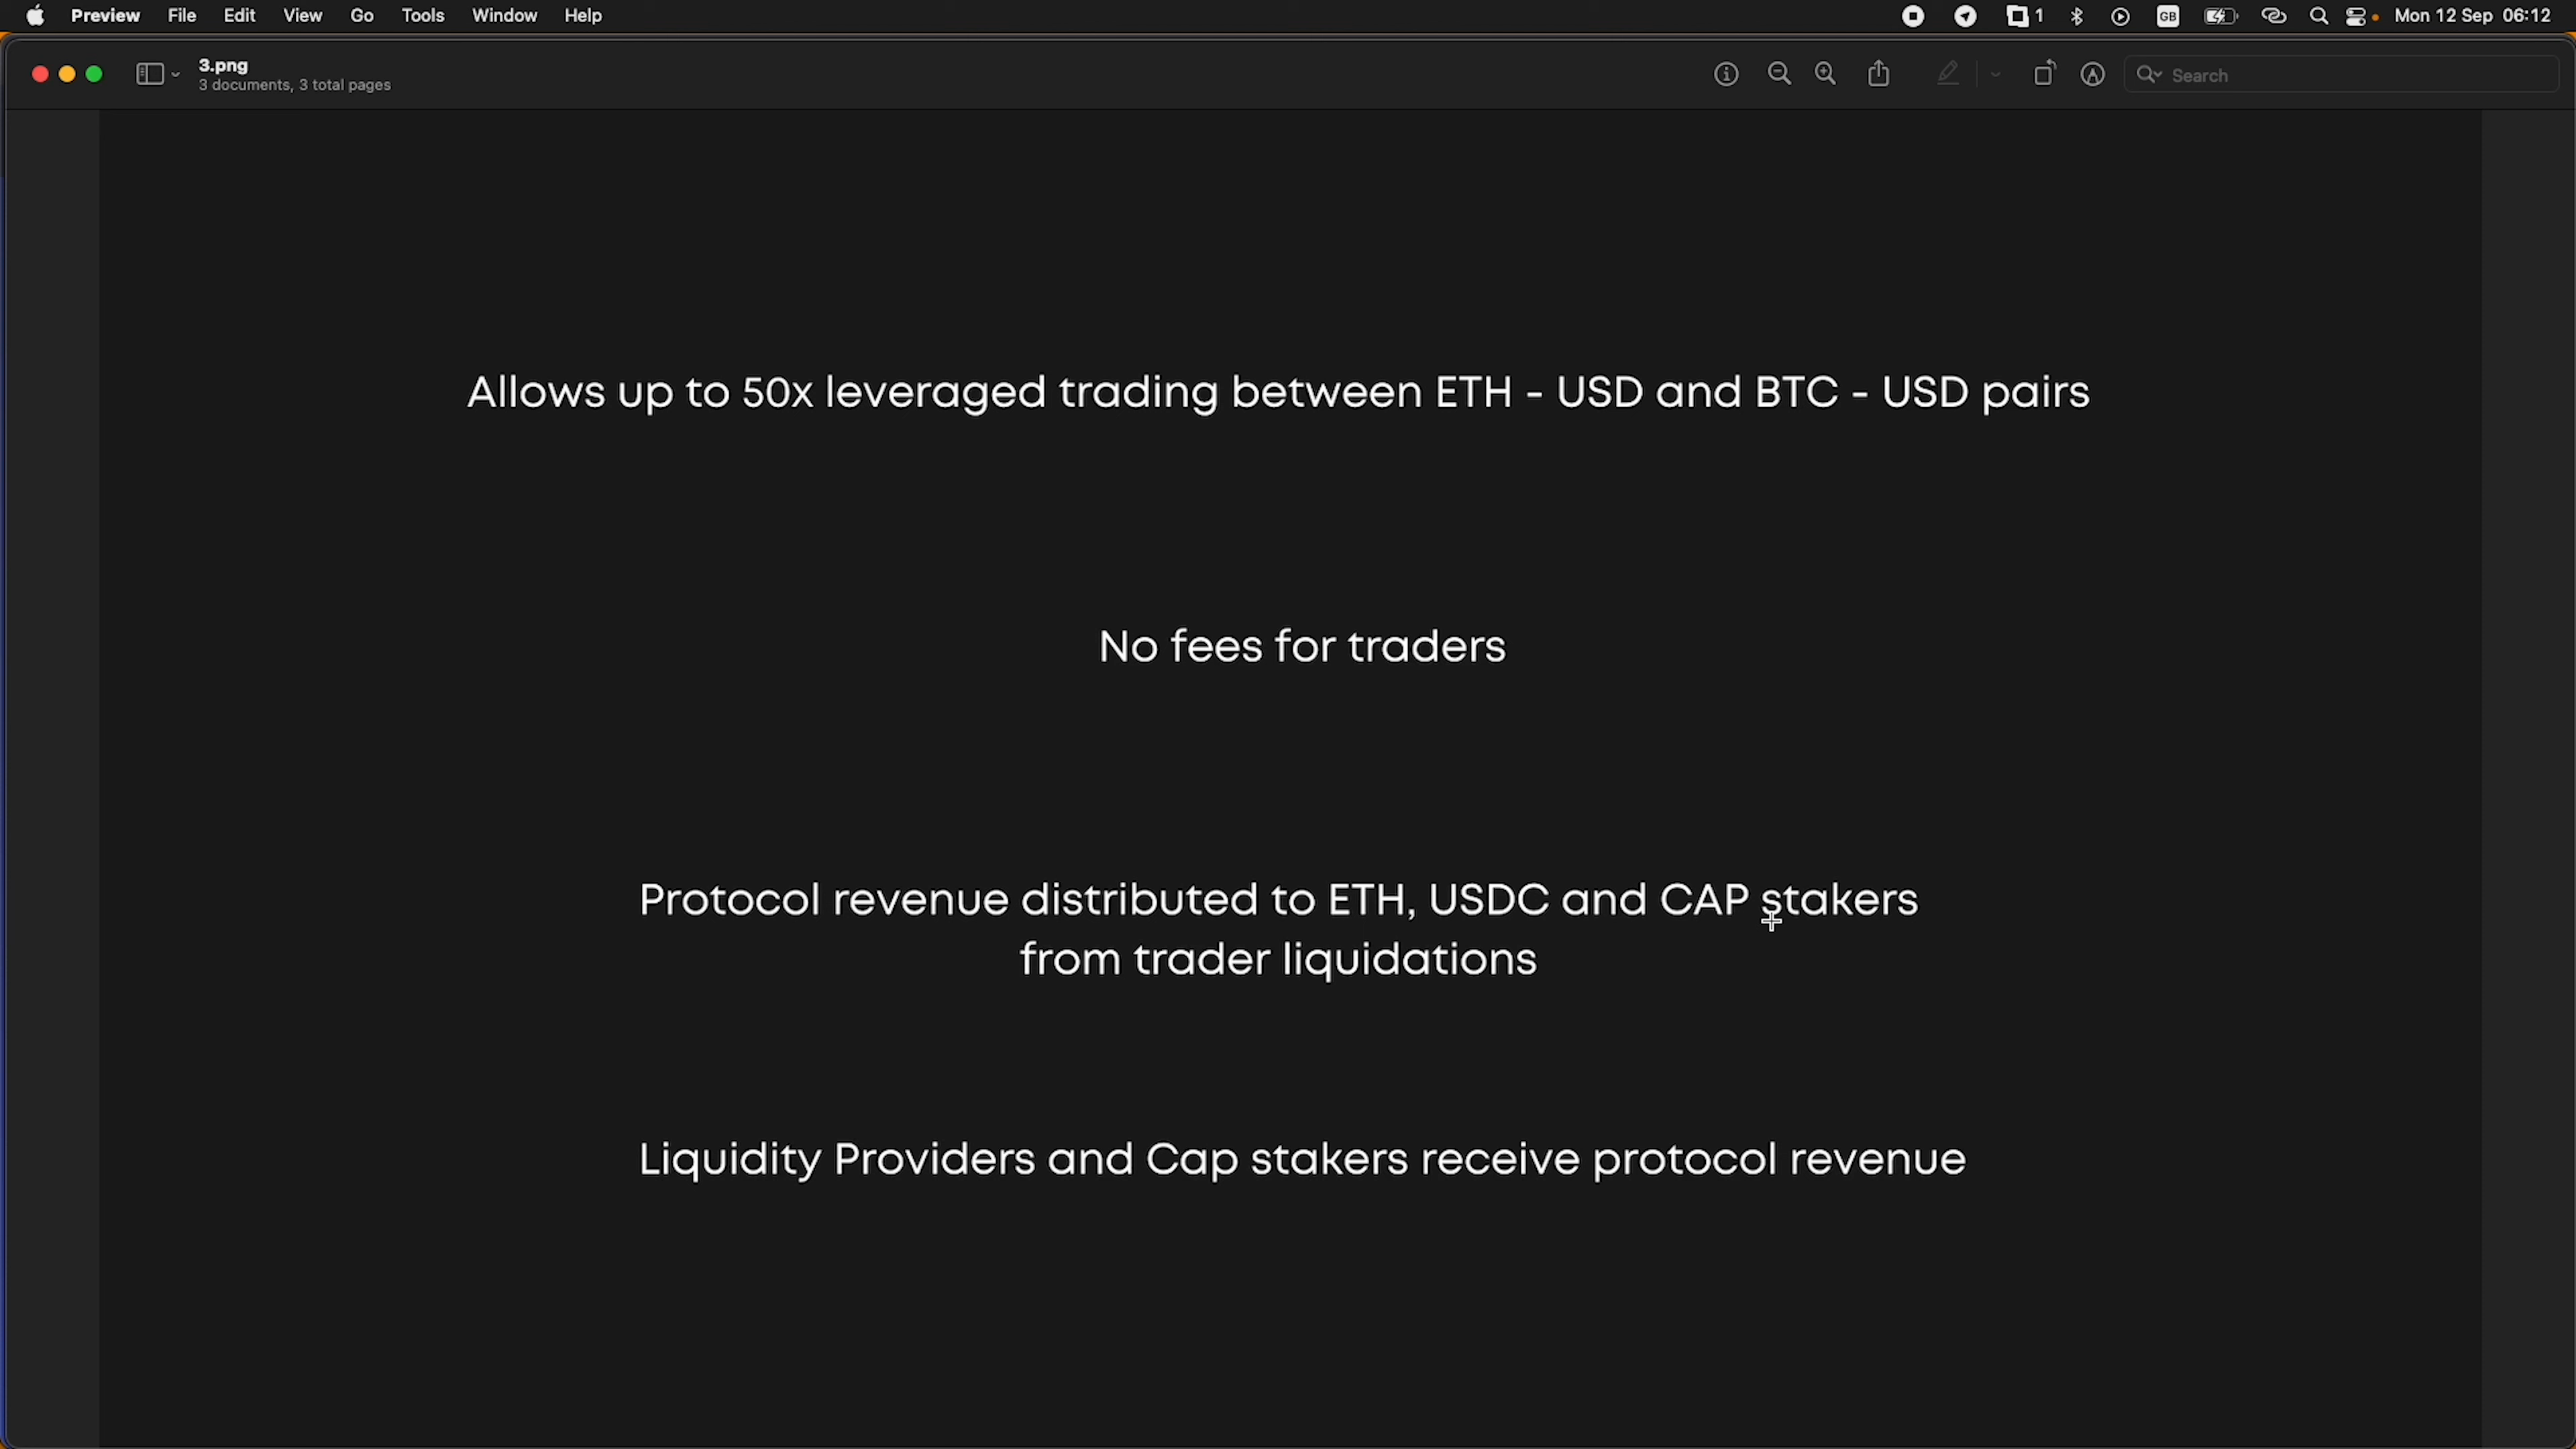 Preview File Edit View Go Tools Window Help 1 GB Mon 12 Sep 06:12
3.png
3 documents, 3 total pages
Search
Allows up to 50x leveraged trading between ETH - USD and BTC - USD pairs
No fees for traders
Protocol revenue distributed to ETH, USDC and CAP stakers
from trader liquidations
Liquidity Providers and Cap stakers receive protocol revenue